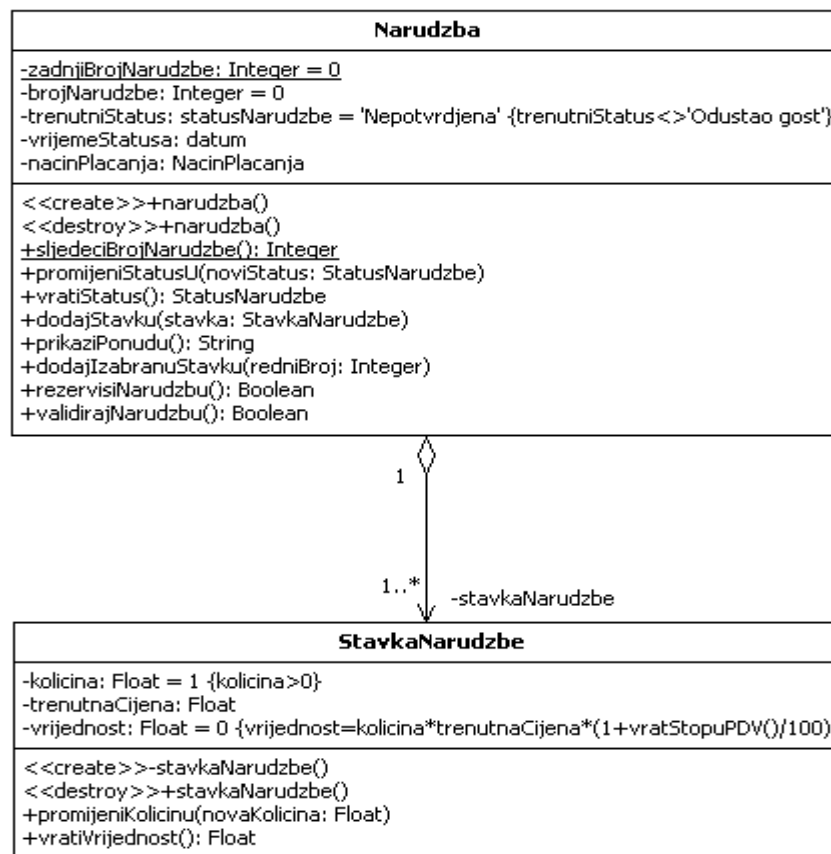 Narudzba
-zadnjiBrojNarudzbe: Integer = 0
-brojNarudzbe: Integer = 0
-trenutniStatus: statusNarudzbe = 'Nepotvrdjena' {trenutniStatus<>'Odustao gost'}
-vrijemeStatusa: datum
-nacinPlacanja: NacinPlacanja
<<create>>+narudzba()
<<destroy>>+narudzba()
+sljedeciBrojNarudzbe(): Integer
+promijeniStatusU(noviStatus: StatusNarudzbe)
+vratiStatus(): StatusNarudzbe
+dodajStavku(stavka: StavkaNarudzbe)
+prikaziPonudu(): String
+dodajIzabranuStavku(redniBroj: Integer)
+rezervisiNarudzbu(): Boolean
+validirajNarudzbu(): Boolean
1
1..*
-stavkaNarudzbe
StavkaNarudzbe
-kolicina: Float = 1 {kolicina>0}
-trenutnaCijena: Float
-vrijednost: Float = 0 {vrijednost=kolicina*trenutnaCijena*(1+vratStopuPDV()/100)
<<create>>-stavkaNarudzbe()
<<destroy>>+stavkaNarudzbe()
+promijeniKolicinu(novaKolicina: Float)
+vratiVrijednost(): Float